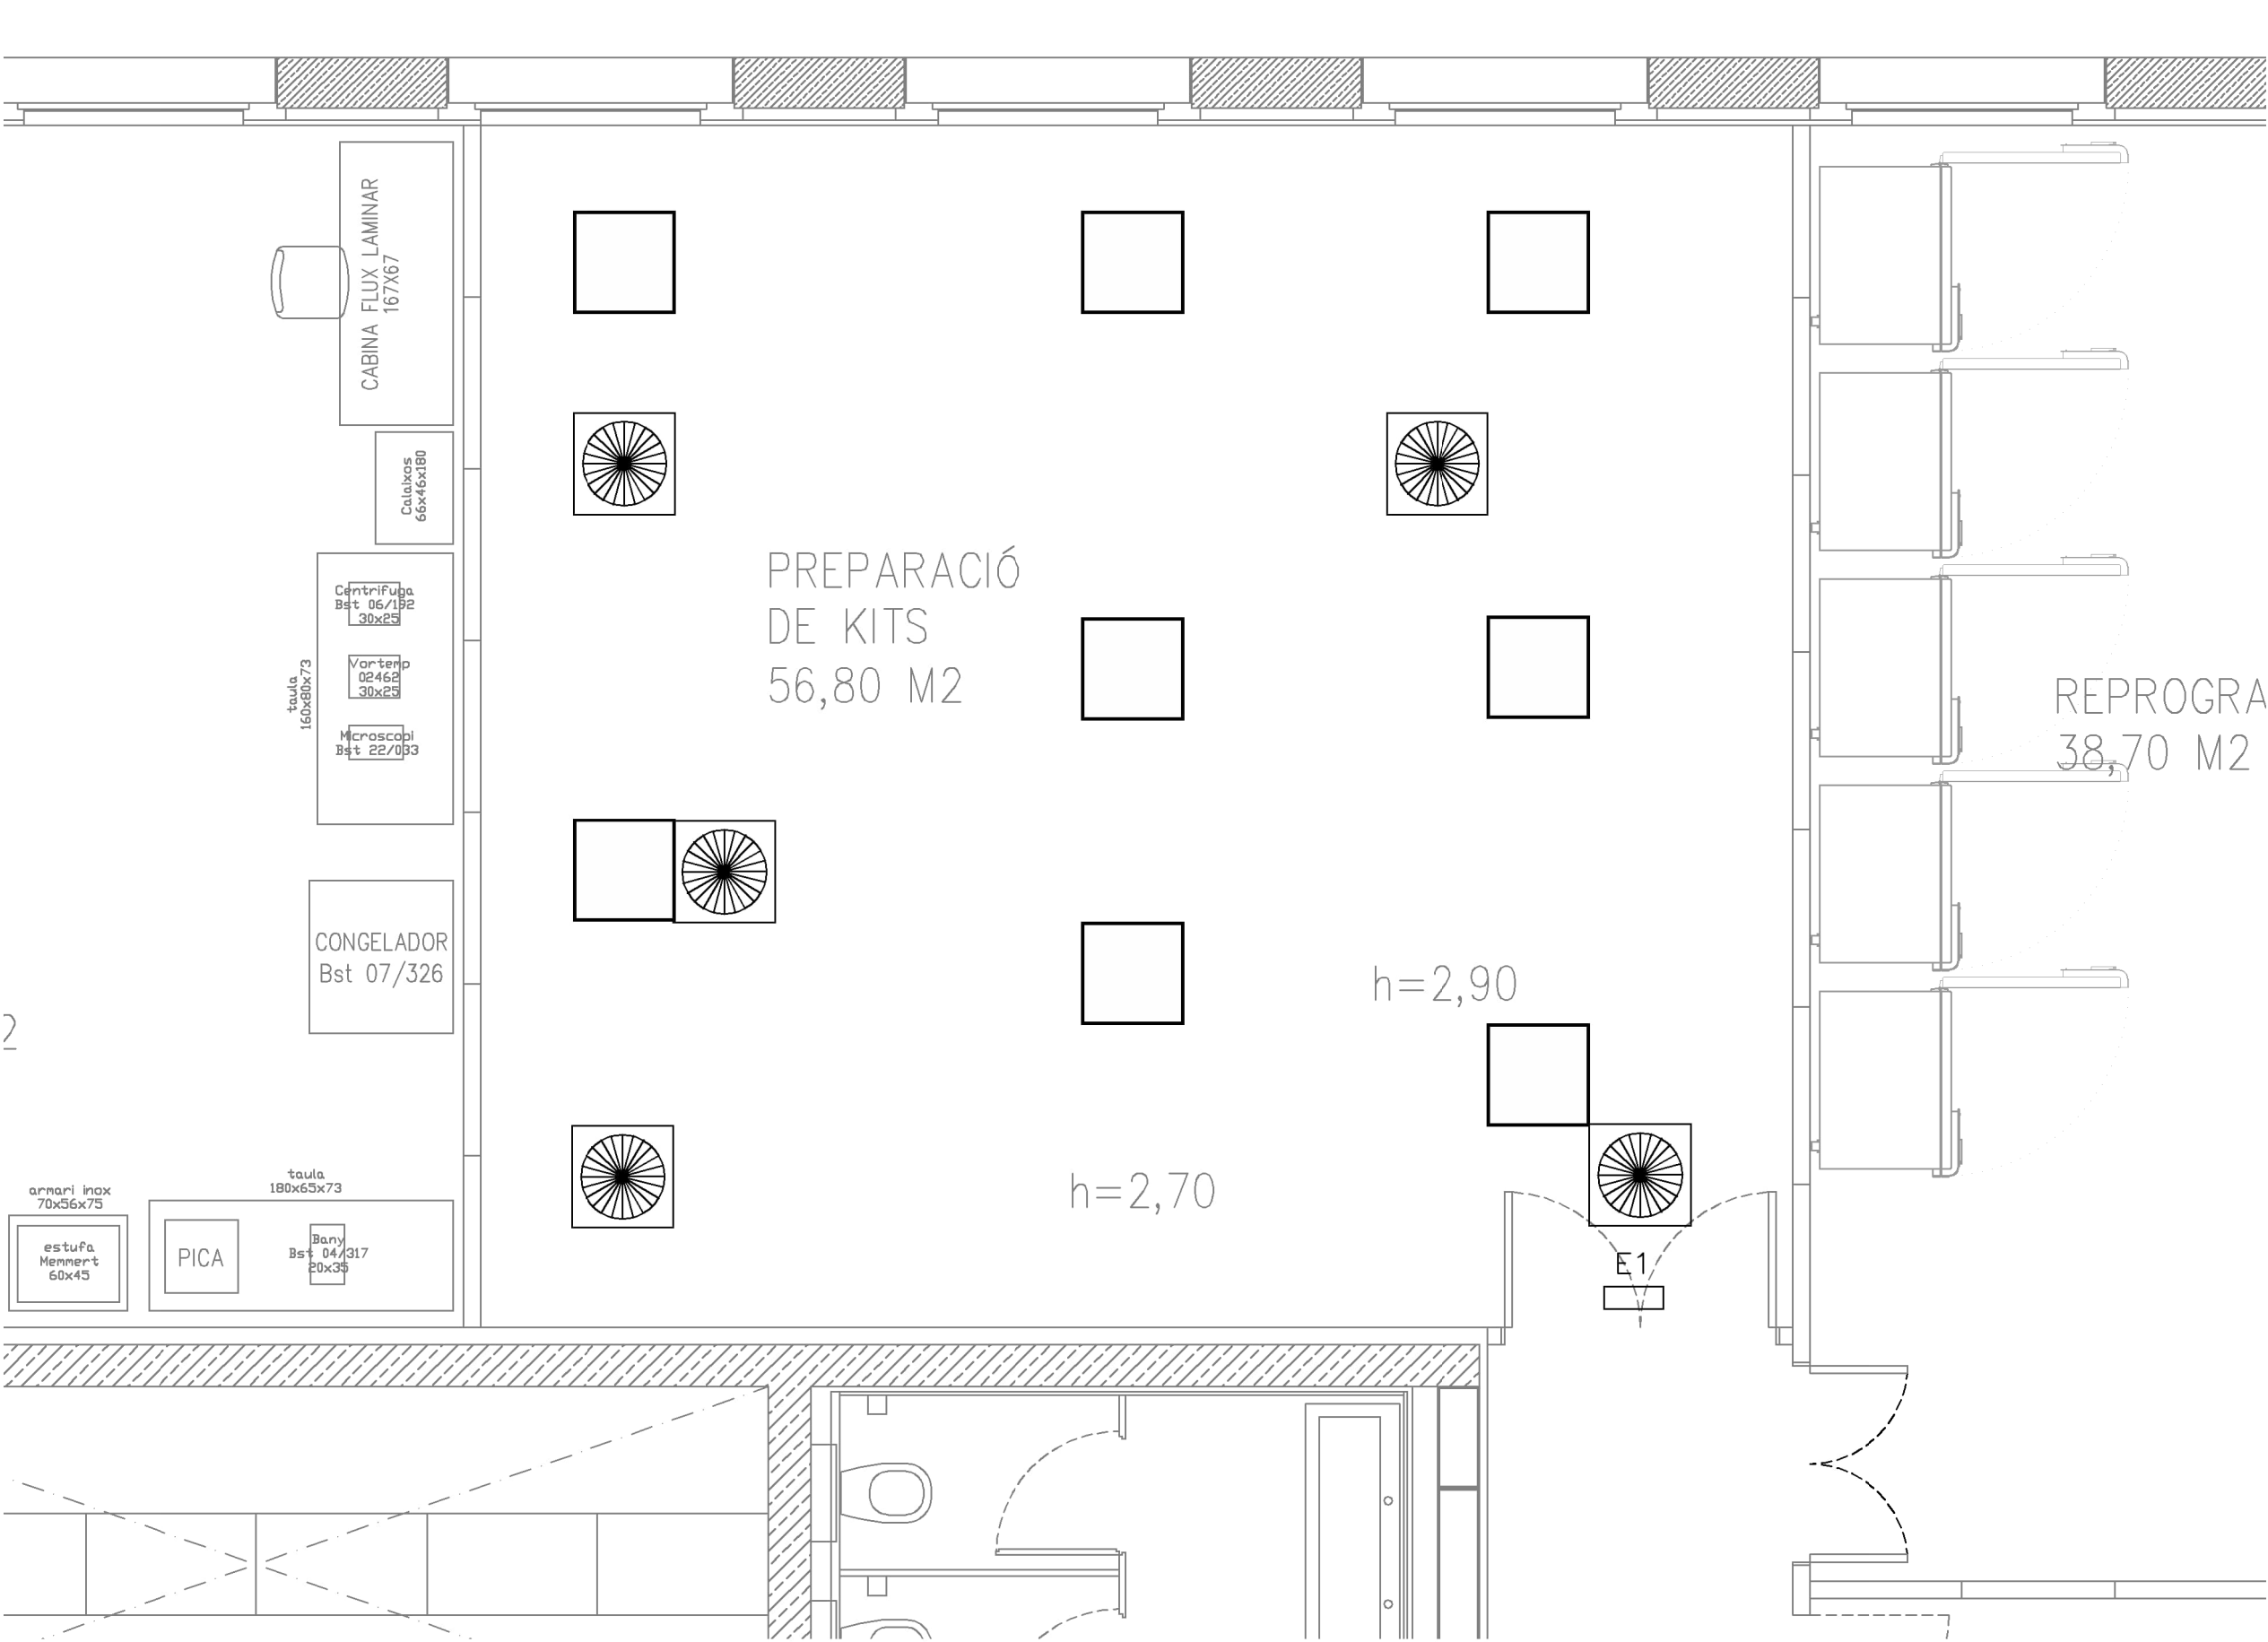 CABINA FLUX LAMINAR
167X67
Calaixos
66x46x180
Centrifuga
Bst 06/192
30x25
Vortemp
02462
30x25
Microscopi
Bst 22/033
taula
160x80x73
CONGELADOR
Bst 07/326
2
armari inox
70x56x75
estufa
Memmert
60x45
taula
180x65x73
PICA
Bany
Bst 04/317
20x35
PREPARACIÓ
DE KITS
56,80 M2
h=2,90
h=2,70
E1
REPROGRA
38,70 M2